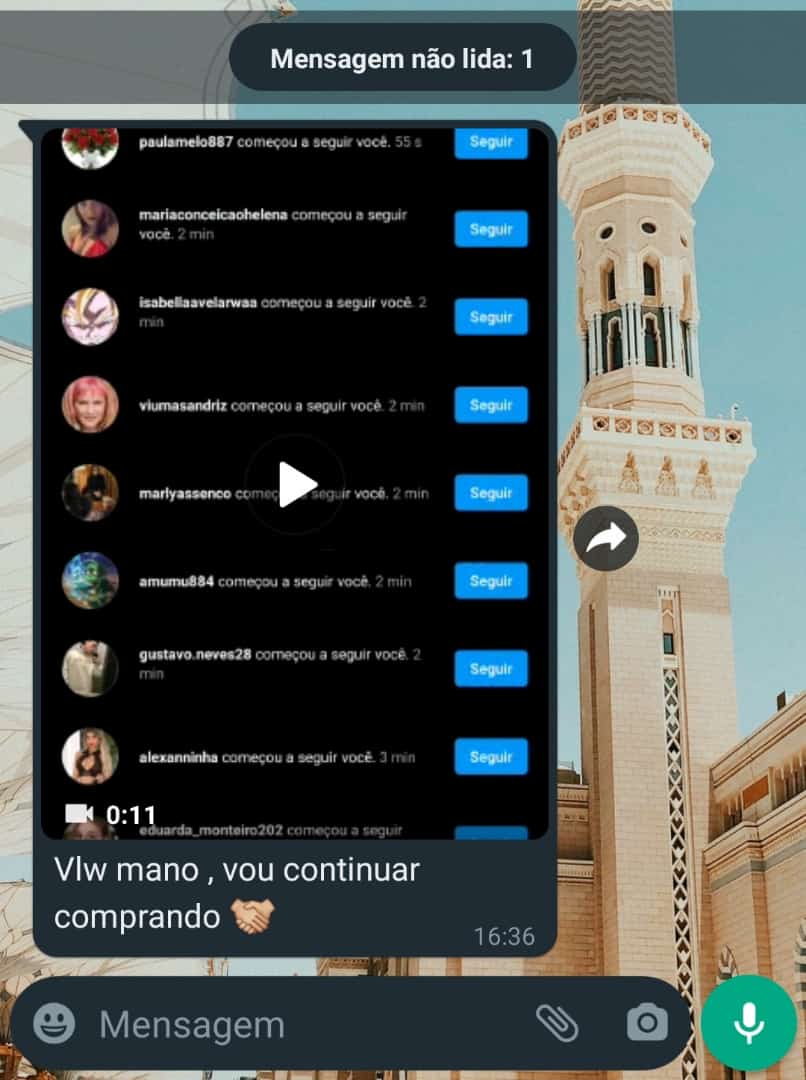 Mensagem não lida: 1
paulamelo887 começou a seguir você. 55 s
Seguir
mariaconceicaohelena começou a seguir
você. 2 min
Seguir
isabellaavelarwaa começou a seguir você. 2
min
Seguir
viumasandriz começou a seguir você. 2 min
Seguir
marlyassenco começou a seguir você. 2 min
Seguir
amumu884 começou a seguir você. 2 min
Seguir
gustavo.neves28 começou a seguir você. 2
min
Seguir
alexanninha começou a seguir você. 3 min
Seguir
0:11
eduarda_monteiro202 começou a seguir
Vlw mano , vou continuar
comprando 🤝🏼
16:36
Mensagem